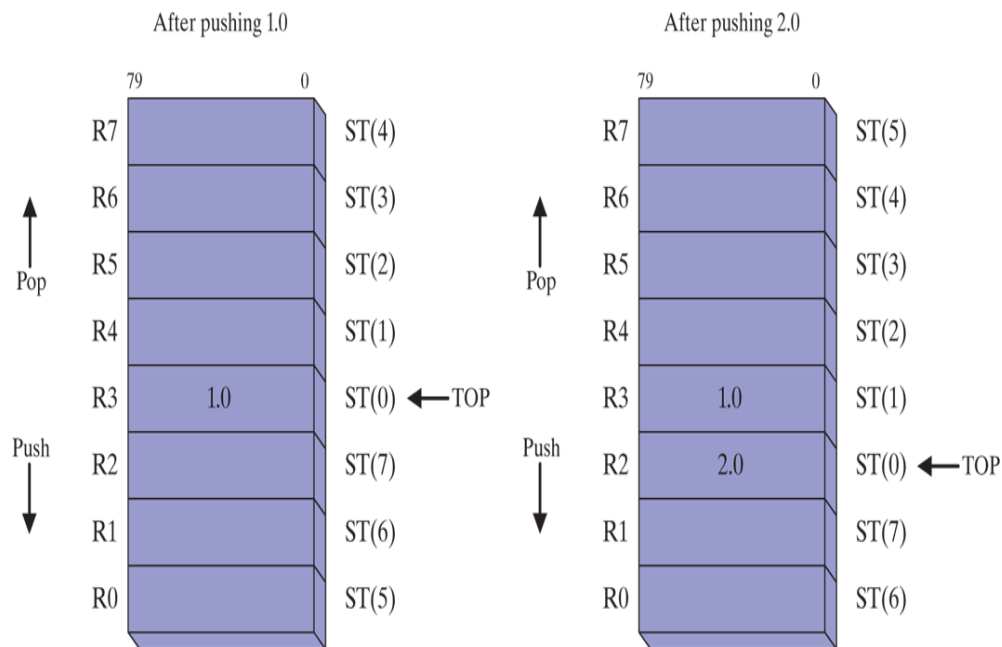 After pushing 1.0
79 0
R7 ST(4)
R6 ST(3)
R5 ST(2)
Pop
R4 ST(1)
R3 1.0 ST(0) TOP
Push
R2 ST(7)
R1 ST(6)
R0 ST(5)
After pushing 2.0
79 0
R7 ST(5)
R6 ST(4)
R5 ST(3)
Pop
R4 ST(2)
R3 1.0 ST(1)
Push
R2 2.0 ST(0) TOP
R1 ST(7)
R0 ST(6)